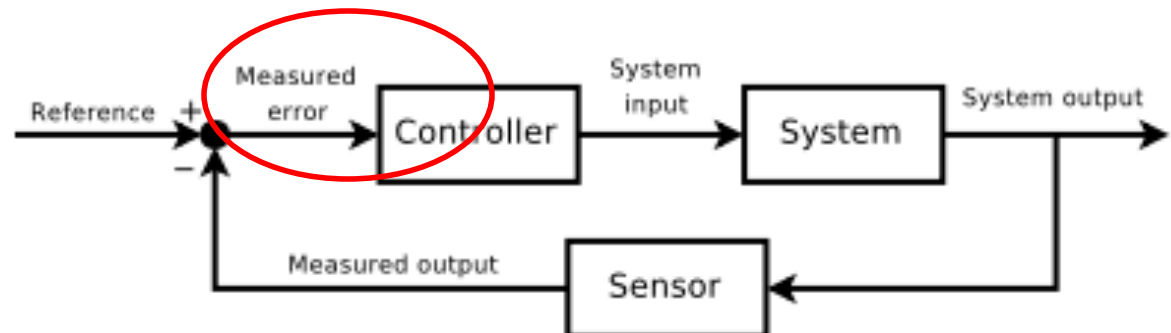 Measured
error
System
input
Reference
+
Controller
System
System output
−
Measured output
Sensor